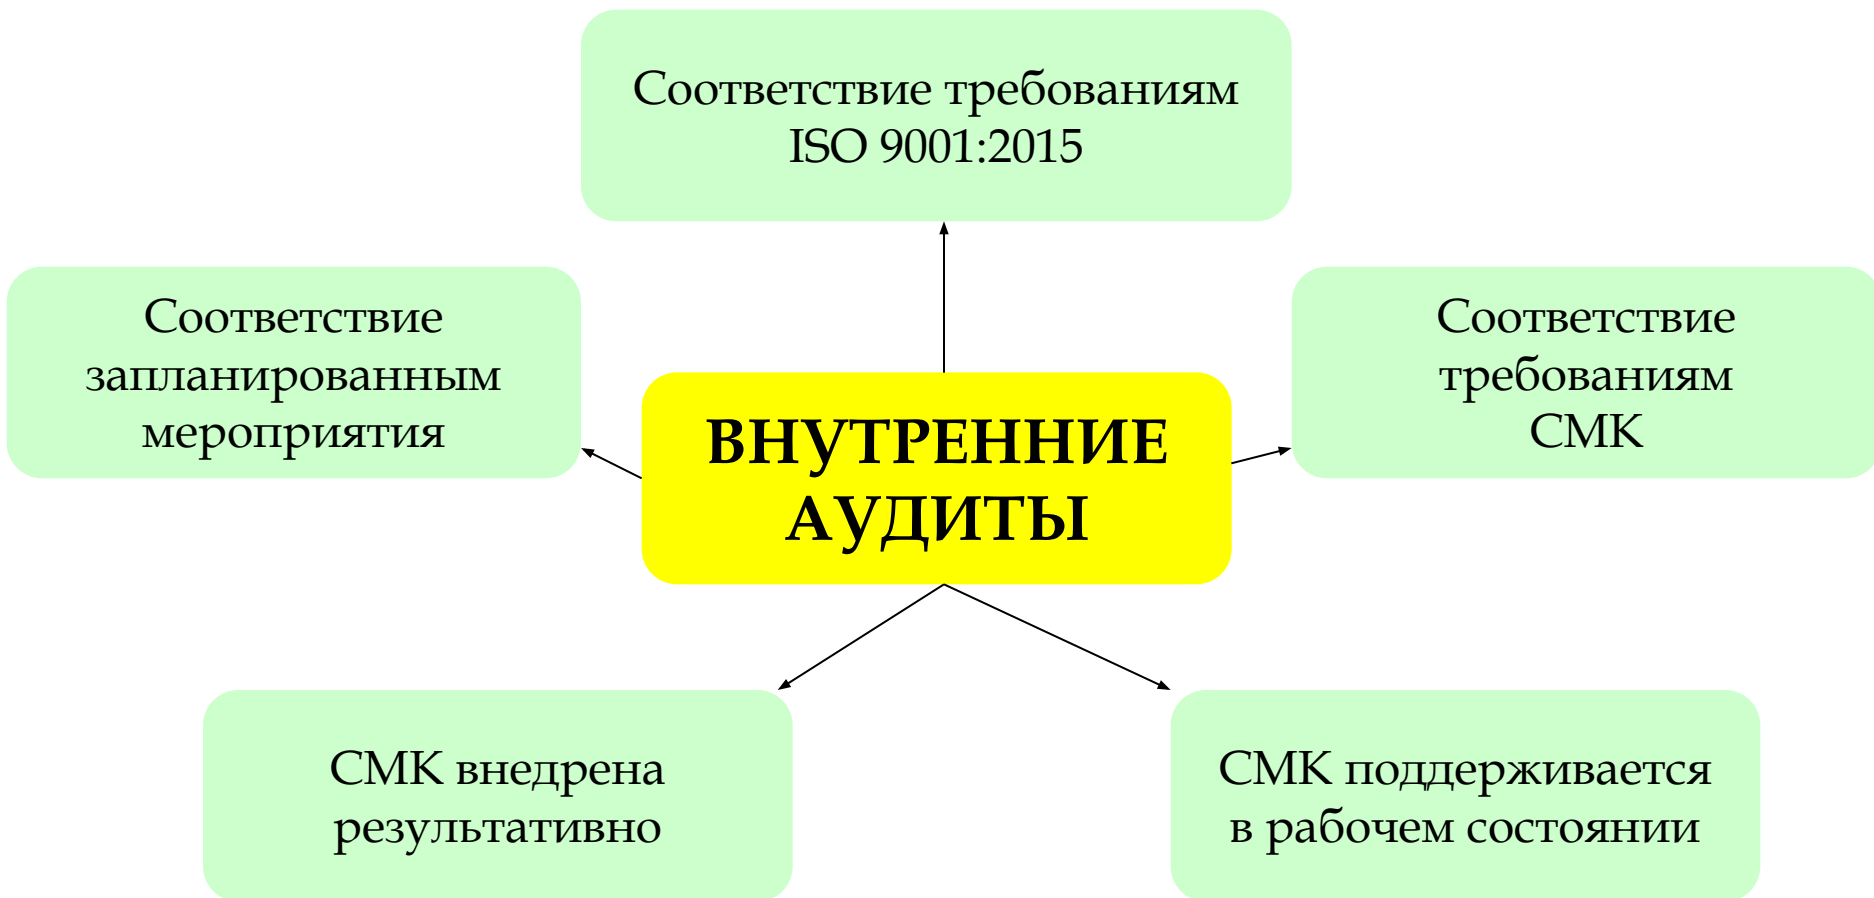 Соответствие требованиям
ISO 9001:2015
Соответствие
запланированным
мероприятия
Соответствие
требованиям
СМК
ВНУТРЕННИЕ
АУДИТЫ
СМК внедрена
результативно
СМК поддерживается
в рабочем состоянии